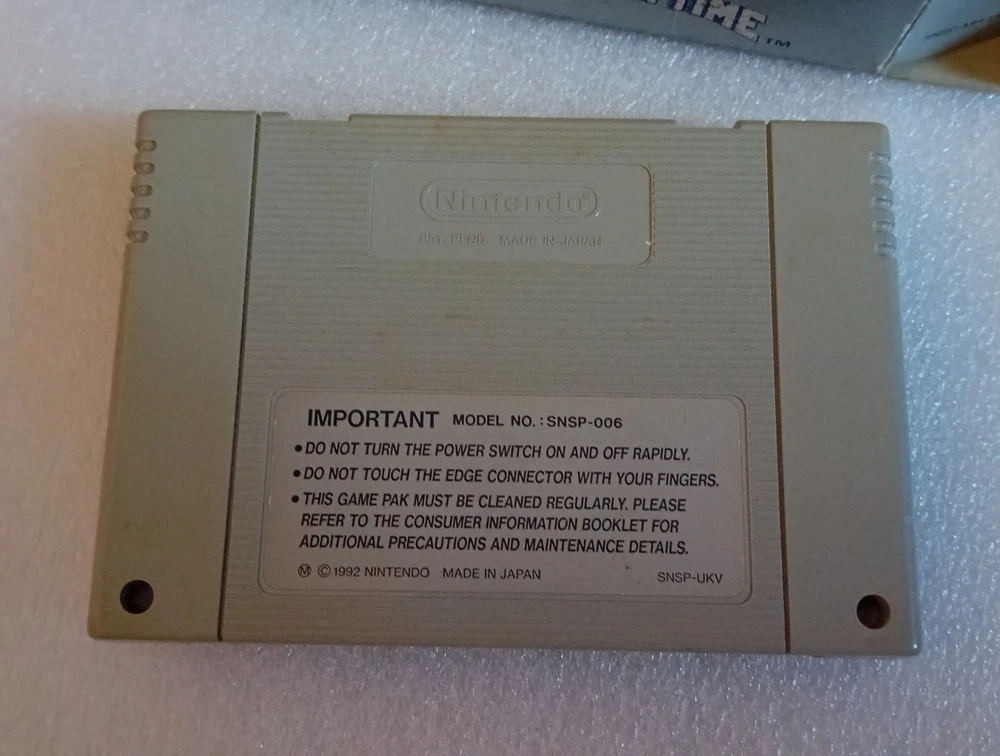 TIME™
Nintendo®
PAT. PEND. MADE IN JAPAN
IMPORTANT MODEL NO. : SNSP-006
• DO NOT TURN THE POWER SWITCH ON AND OFF RAPIDLY.
• DO NOT TOUCH THE EDGE CONNECTOR WITH YOUR FINGERS.
• THIS GAME PAK MUST BE CLEANED REGULARLY. PLEASE
REFER TO THE CONSUMER INFORMATION BOOKLET FOR
ADDITIONAL PRECAUTIONS AND MAINTENANCE DETAILS.
Ⓜ ©1992 NINTENDO MADE IN JAPAN SNSP-UKV